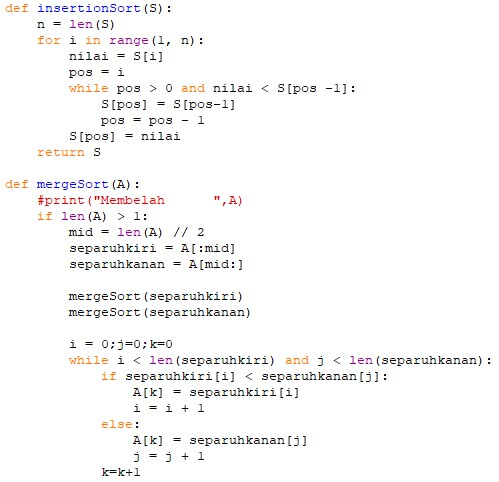 def insertionSort(S):
    n = len(S)
    for i in range(1, n):
        nilai = S[i]
        pos = i
        while pos > 0 and nilai < S[pos -1]:
            S[pos] = S[pos-1]
            pos = pos - 1
        S[pos] = nilai
    return S

def mergeSort(A):
    #print("Membelah      ",A)
    if len(A) > 1:
        mid = len(A) // 2
        separuhkiri = A[:mid]
        separuhkanan = A[mid:]

        mergeSort(separuhkiri)
        mergeSort(separuhkanan)

        i = 0;j=0;k=0
        while i < len(separuhkiri) and j < len(separuhkanan):
            if separuhkiri[i] < separuhkanan[j]:
                A[k] = separuhkiri[i]
                i = i + 1
            else:
                A[k] = separuhkanan[j]
                j = j + 1
            k=k+1